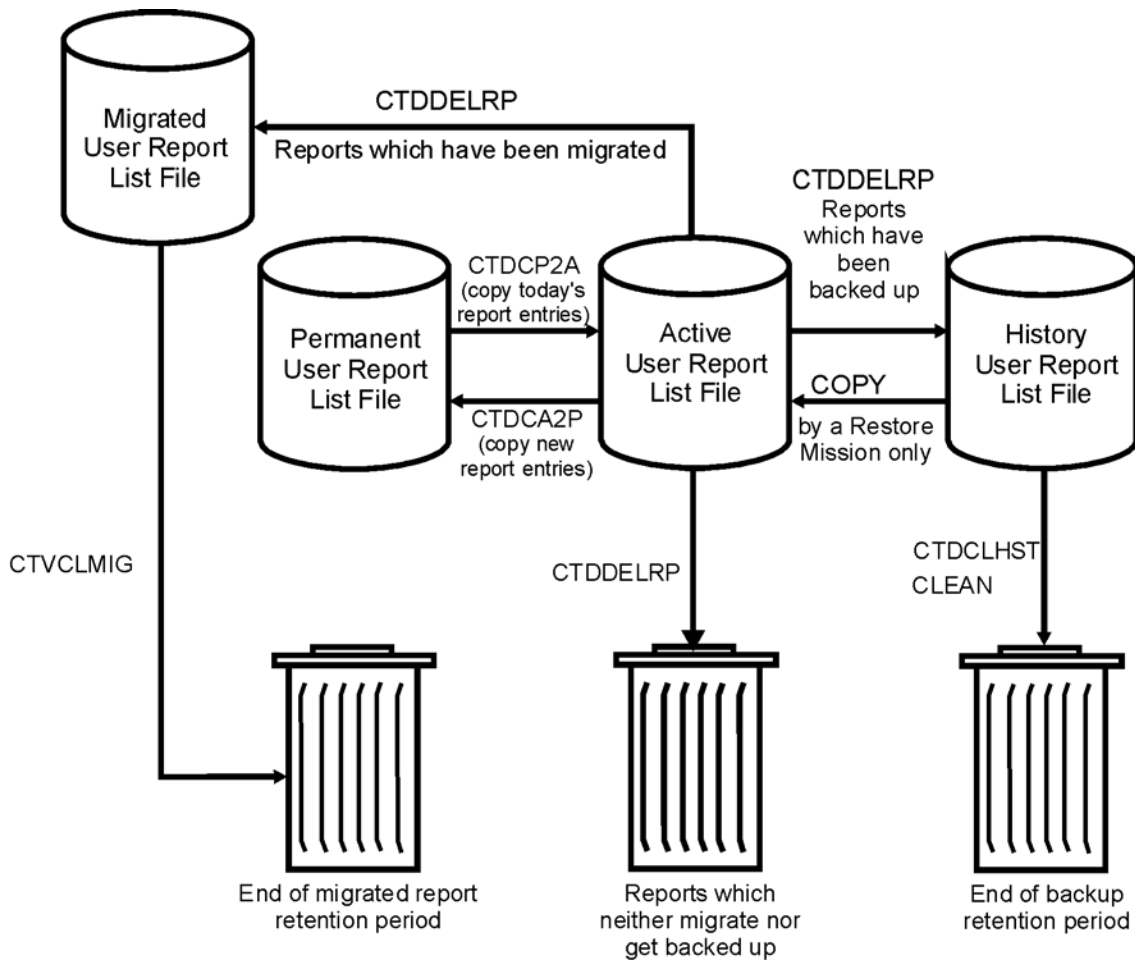 Migrated
User Report
List File
CTDDELRP
Reports which have been migrated
CTDDELRP
Reports
which have
been
backed up
Permanent
User Report
List File
CTDCP2A
(copy today's
report entries)
CTDCA2P
(copy new
report entries)
Active
User Report
List File
COPY
by a Restore
Mission only
History
User Report
List File
CTVCLMIG
CTDDELRP
CTDCLHST
CLEAN
End of migrated report
retention period
Reports which
neither migrate nor
get backed up
End of backup
retention period